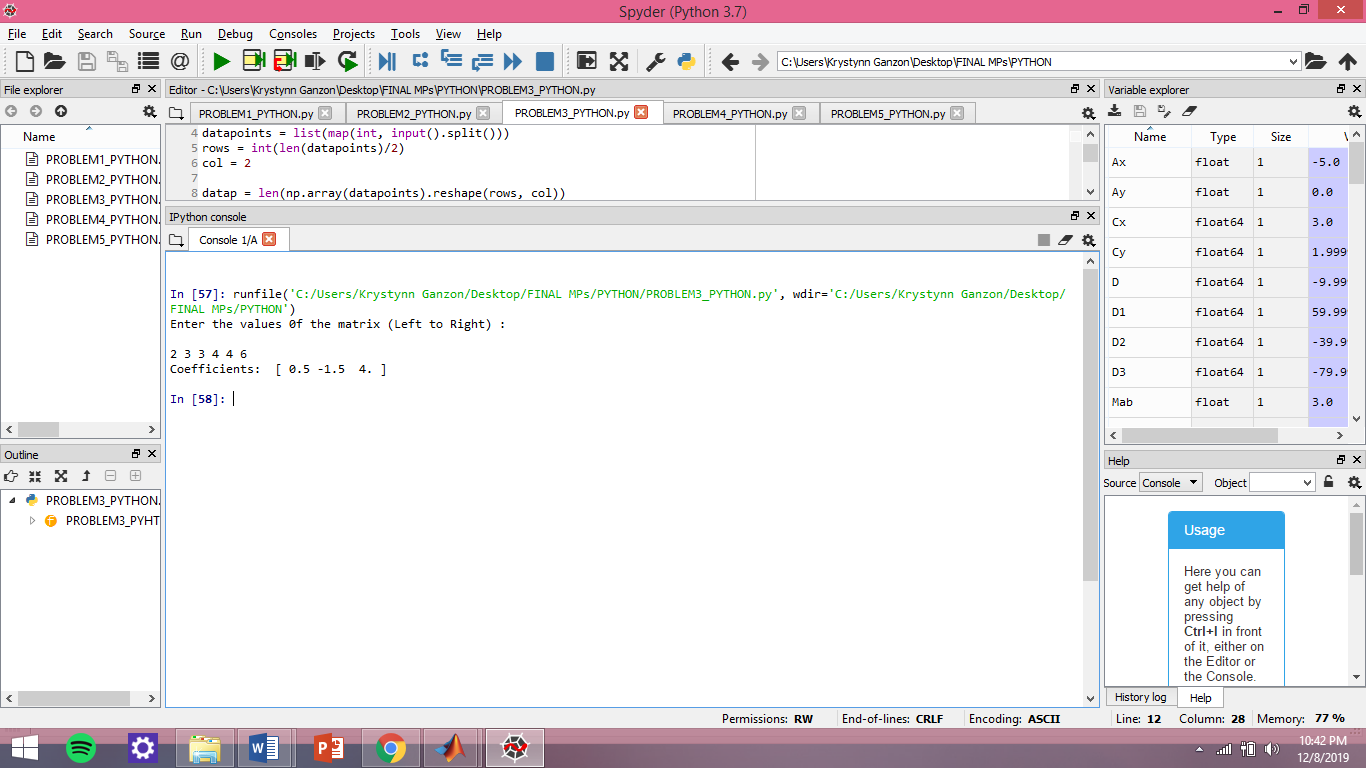 Spyder (Python 3.7)
File Edit Search Source Run Debug Consoles Projects Tools View Help
C:\Users\Krystynn Ganzon\Desktop\FINAL MPs\PYTHON
File explorer
Name
PROBLEM1_PYTHON.
PROBLEM2_PYTHON.
PROBLEM3_PYTHON.
PROBLEM4_PYTHON.
PROBLEM5_PYTHON.
Outline
PROBLEM3_PYTHON.
PROBLEM3_PYHT
Editor - C:\Users\Krystynn Ganzon\Desktop\FINAL MPs\PYTHON\PROBLEM3_PYTHON.py
PROBLEM1_PYTHON.py PROBLEM2_PYTHON.py PROBLEM3_PYTHON.py PROBLEM4_PYTHON.py PROBLEM5_PYTHON.py
4 datapoints = list(map(int, input().split()))
5 rows = int(len(datapoints)/2)
6 col = 2
7
8 datap = len(np.array(datapoints).reshape(rows, col))
IPython console
Console 1/A
In [57]: runfile('C:/Users/Krystynn Ganzon/Desktop/FINAL MPs/PYTHON/PROBLEM3_PYTHON.py', wdir='C:/Users/Krystynn Ganzon/Desktop/
FINAL MPs/PYTHON')
Enter the values 0f the matrix (Left to Right) :
2 3 3 4 4 6
Coefficients:  [ 0.5 -1.5  4. ]
In [58]:
Variable explorer
Name Type Size
Ax float 1 -5.0
Ay float 1 0.0
Cx float64 1 3.0
Cy float64 1 1.999
D float64 1 -9.99
D1 float64 1 59.99
D2 float64 1 -39.9
D3 float64 1 -79.9
Mab float 1 3.0
Help
Source Console Object
Usage
Here you can
get help of
any object by
pressing
Ctrl+I in front
of it, either on
the Editor or
the Console.
History log Help
Permissions: RW End-of-lines: CRLF Encoding: ASCII Line: 12 Column: 28 Memory: 77 %
10:42 PM
12/8/2019